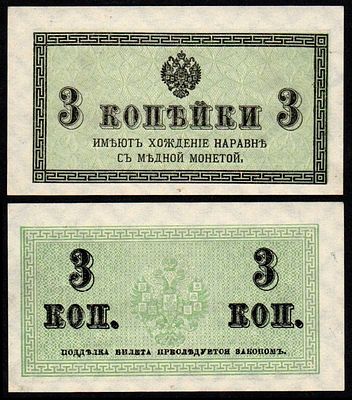 3 КОПѢЙКИ 3
ИМѢЮТЪ ХОЖДЕНІЕ НАРАВНѢ
СЪ МѢДНОЙ МОНЕТОЙ.
3 3
КОП. КОП.
ПОДДѢЛКА БИЛЕТА ПРЕСЛѢДУЕТСЯ ЗАКОНОМЪ.